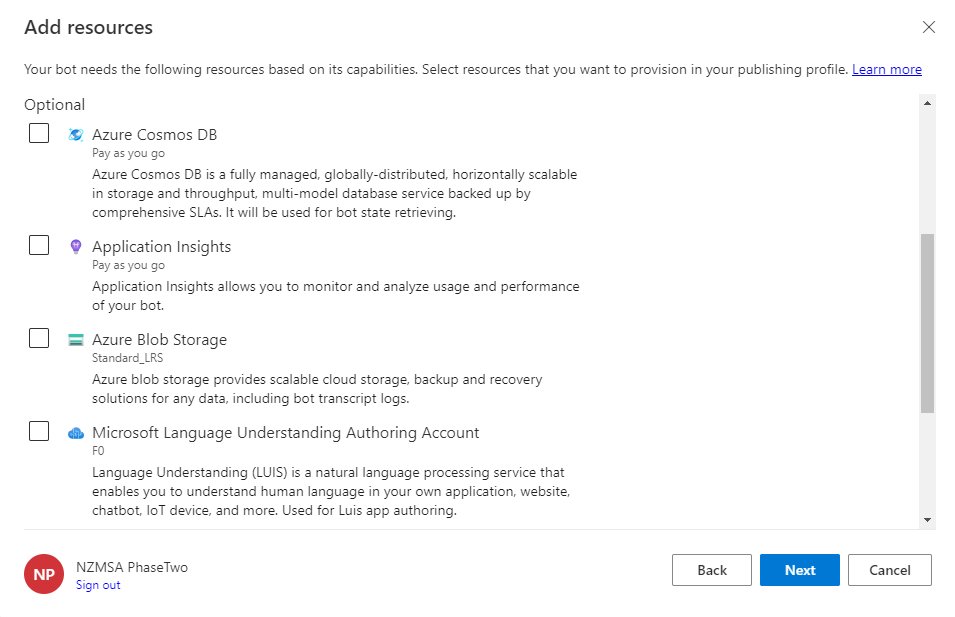 Add resources
Your bot needs the following resources based on its capabilities. Select resources that you want to provision in your publishing profile. Learn more
Optional
Azure Cosmos DB
Pay as you go
Azure Cosmos DB is a fully managed, globally-distributed, horizontally scalable
in storage and throughput, multi-model database service backed up by
comprehensive SLAs. It will be used for bot state retrieving.
Application Insights
Pay as you go
Application Insights allows you to monitor and analyze usage and performance
of your bot.
Azure Blob Storage
Standard_LRS
Azure blob storage provides scalable cloud storage, backup and recovery
solutions for any data, including bot transcript logs.
Microsoft Language Understanding Authoring Account
F0
Language Understanding (LUIS) is a natural language processing service that
enables you to understand human language in your own application, website,
chatbot, IoT device, and more. Used for Luis app authoring.
NP
NZMSA PhaseTwo
Sign out
Back
Next
Cancel